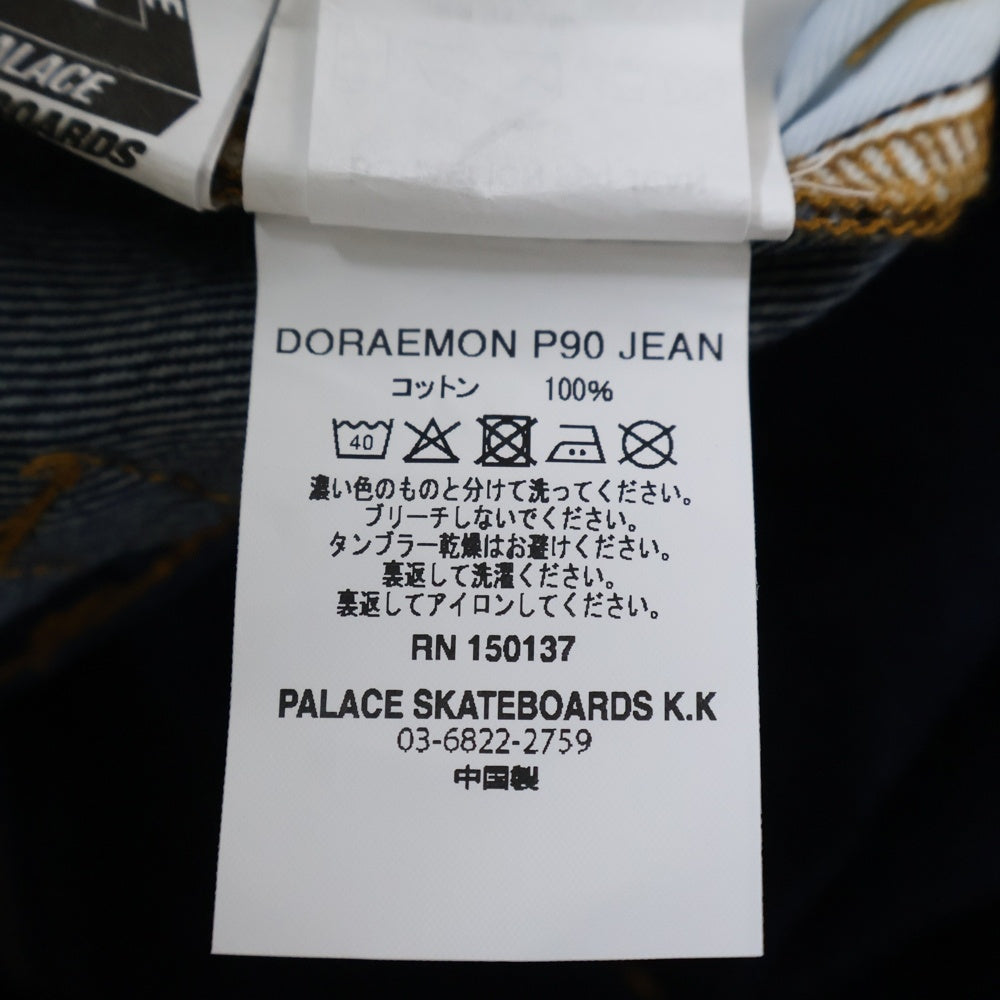 PALACE
BOARDS
DORAEMON P90 JEAN
コットン 100%
40
濃い色のものと分けて洗ってください。
ブリーチしないでください。
タンブラー乾燥はお避けください。
裏返して洗濯ください。
裏返してアイロンしてください。
RN 150137
PALACE SKATEBOARDS K.K
03-6822-2759
中国製